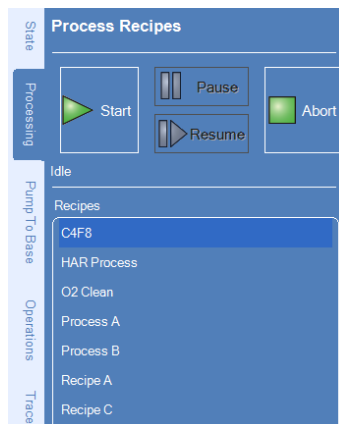 State
Processing
Pump To Base
Operations
Trace
Process Recipes
Start
Pause
Resume
Abort
Idle
Recipes
C4F8
HAR Process
O2 Clean
Process A
Process B
Recipe A
Recipe C